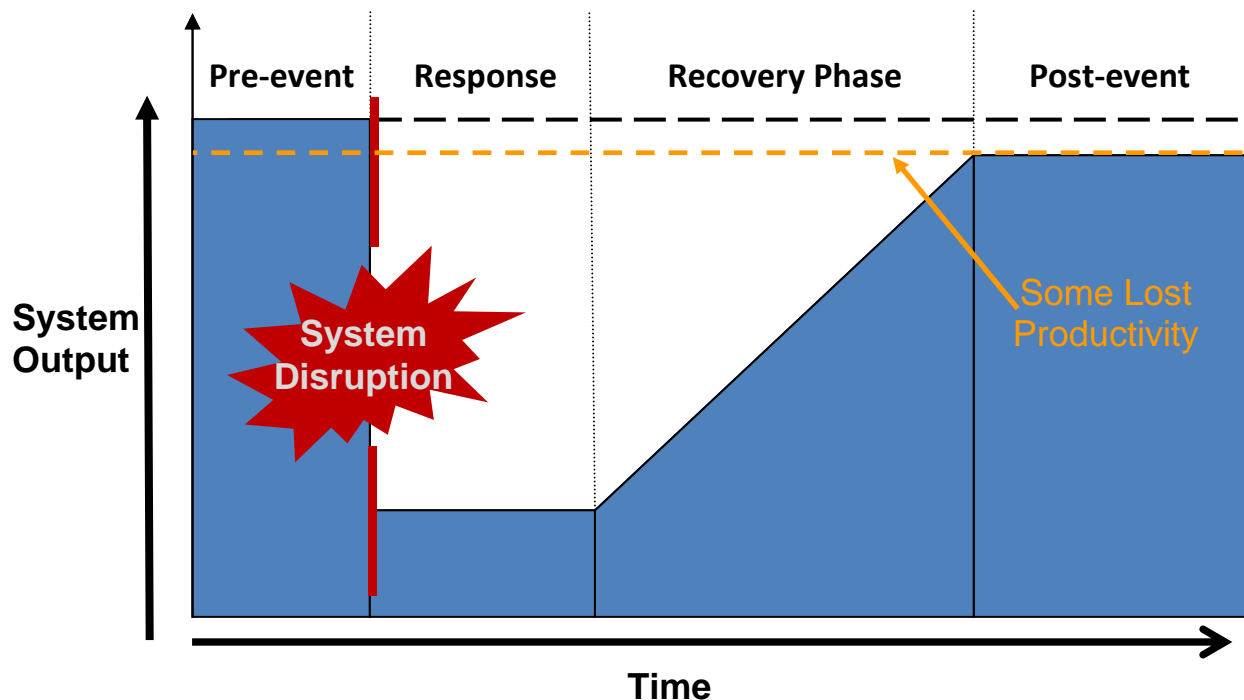 Pre-event
Response
Recovery Phase
Post-event
System
Output
System
Disruption
Some Lost
Productivity
Time